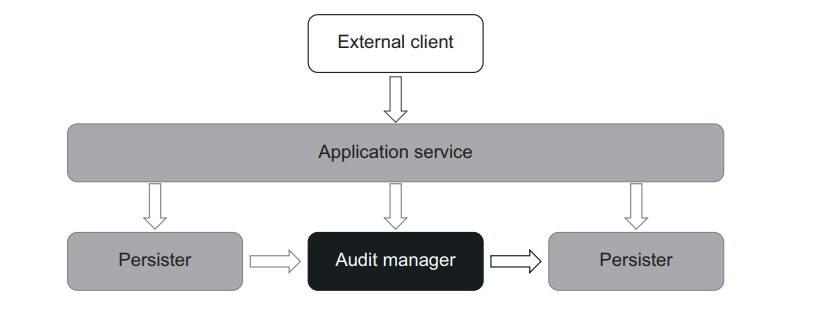 External client
Application service
Persister
Audit manager
Persister